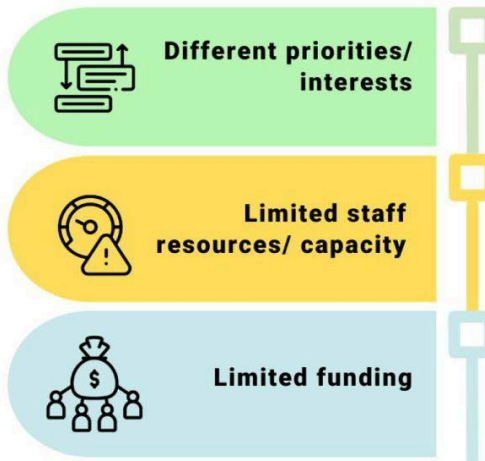 Different priorities/
interests
Limited staff
resources/ capacity
$
Limited funding